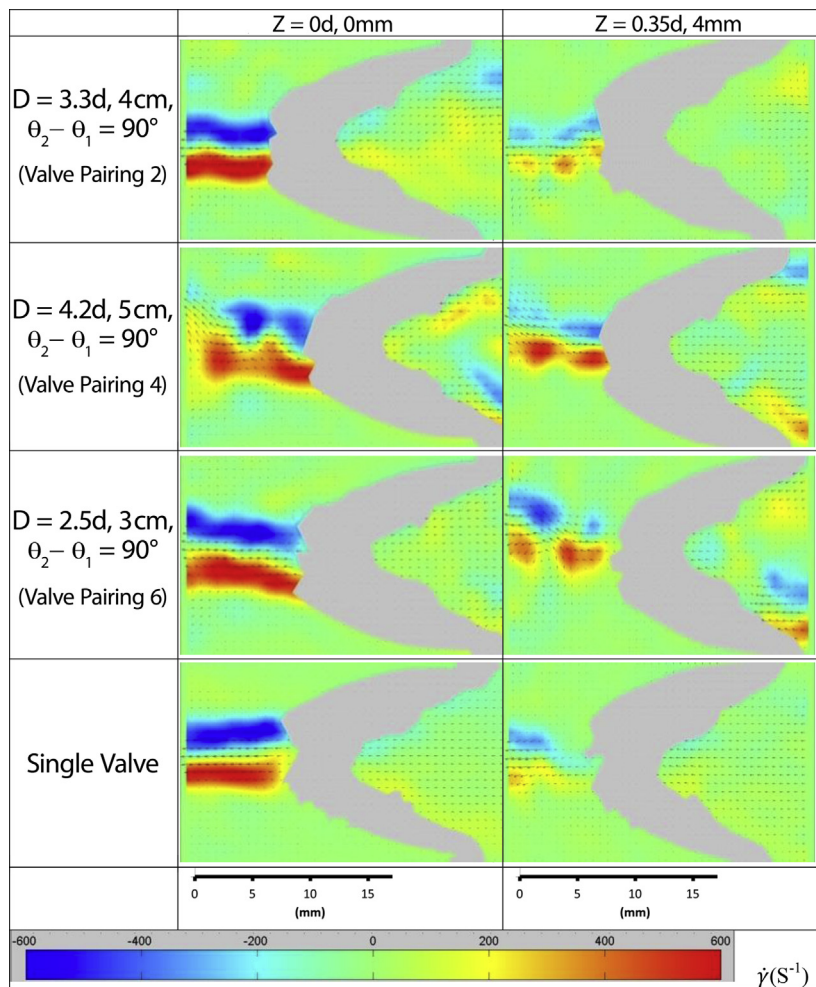 Z = 0d, 0mm
Z = 0.35d, 4mm
D = 3.3d, 4cm,
θ₂ – θ₁ = 90°
(Valve Pairing 2)
D = 4.2d, 5cm,
θ₂ – θ₁ = 90°
(Valve Pairing 4)
D = 2.5d, 3cm,
θ₂ – θ₁ = 90°
(Valve Pairing 6)
Single Valve
0 5 10 15
(mm)
0 5 10 15
(mm)
-600 -400 -200 0 200 400 600
γ̇(S⁻¹)